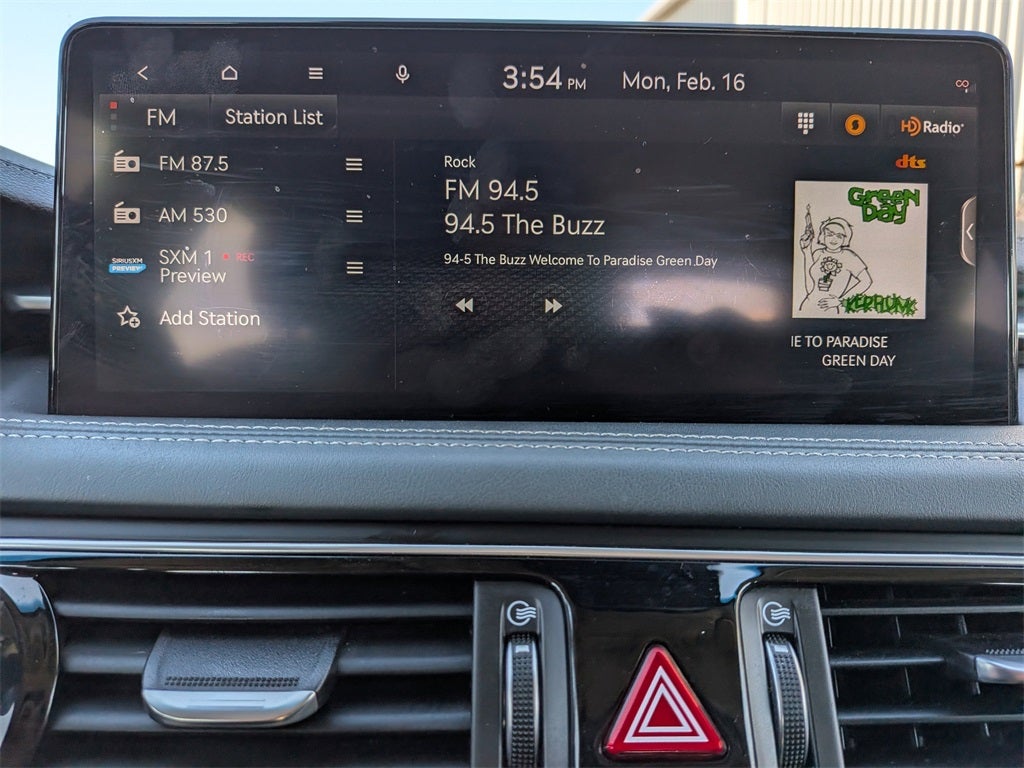 3:54 PM Mon, Feb. 16
FM Station List
HD Radio
dts
FM 87.5
AM 530
SIRIUSXM
PREVIEW
SXM 1 REC
Preview
Add Station
Rock
FM 94.5
94.5 The Buzz
94-5 The Buzz Welcome To Paradise Green Day
GREEN
DAY
KERPLUNK
IE TO PARADISE
GREEN DAY